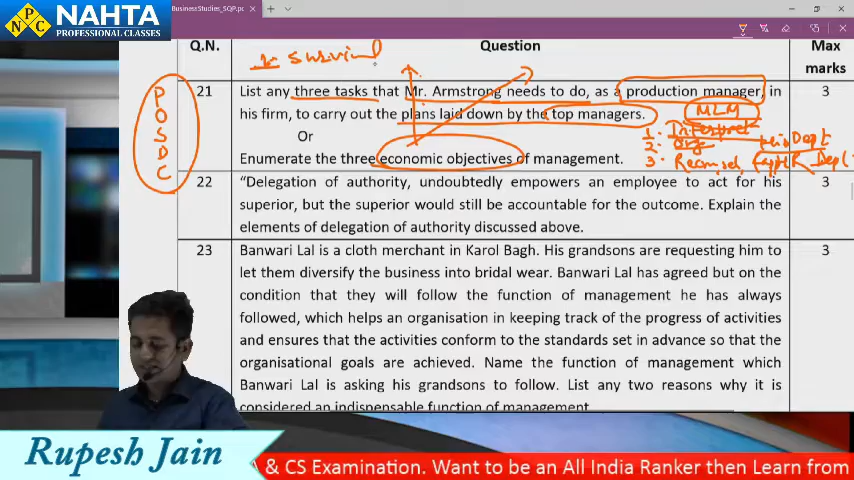 NPC
NAHTA
PROFESSIONAL CLASSES
BusinessStudies_SQP.pc
Q.N. Question Max marks
1. Survival
21 List any three tasks that Mr. Armstrong needs to do, as a production manager, in 3
his firm, to carry out the plans laid down by the top managers.
Or
Enumerate the three economic objectives of management.
MLM
1. Interpret
2. Org His Dept
3. Dept
P
O
S
D
C
22 "Delegation of authority, undoubtedly empowers an employee to act for his 3
superior, but the superior would still be accountable for the outcome. Explain the
elements of delegation of authority discussed above.
23 Banwari Lal is a cloth merchant in Karol Bagh. His grandsons are requesting him to 3
let them diversify the business into bridal wear. Banwari Lal has agreed but on the
condition that they will follow the function of management he has always
followed, which helps an organisation in keeping track of the progress of activities
and ensures that the activities conform to the standards set in advance so that the
organisational goals are achieved. Name the function of management which
Banwari Lal is asking his grandsons to follow. List any two reasons why it is
considered an indispensable function of management.
Rupesh Jain
A & CS Examination. Want to be an All India Ranker then Learn from